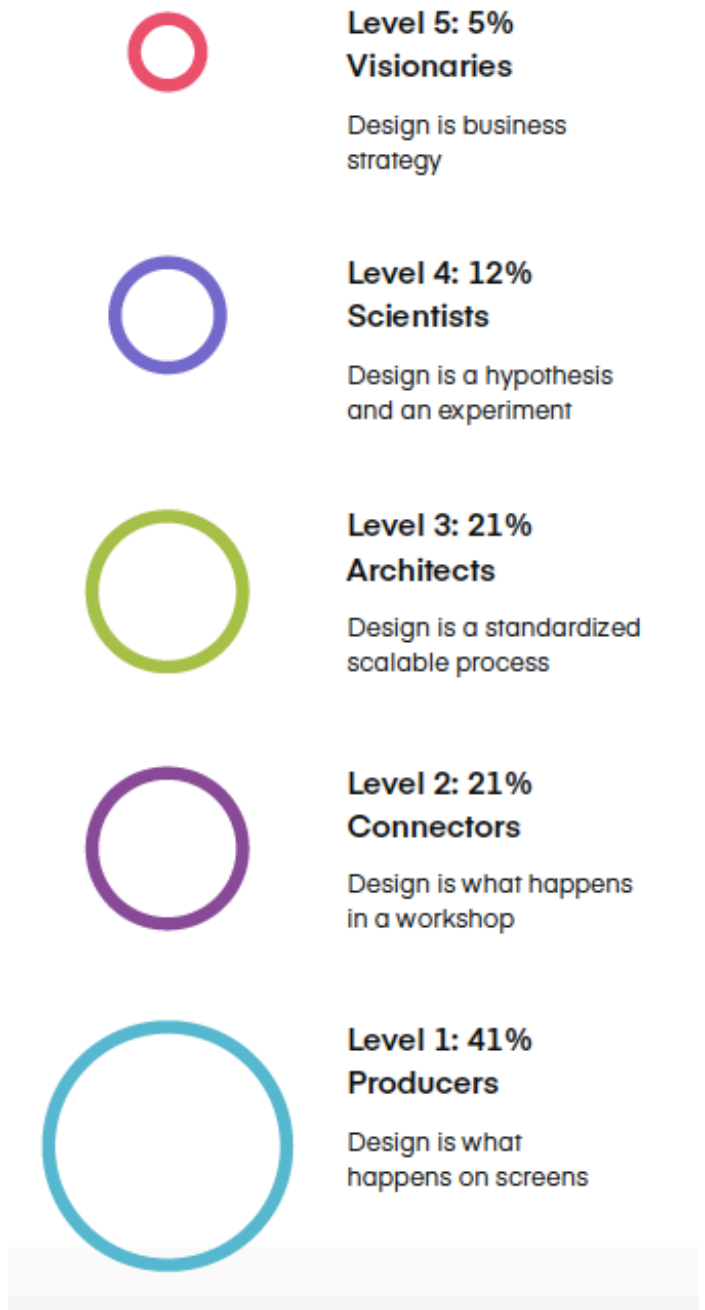 Level 5: 5%
Visionaries
Design is business
strategy
Level 4: 12%
Scientists
Design is a hypothesis
and an experiment
Level 3: 21%
Architects
Design is a standardized
scalable process
Level 2: 21%
Connectors
Design is what happens
in a workshop
Level 1: 41%
Producers
Design is what
happens on screens